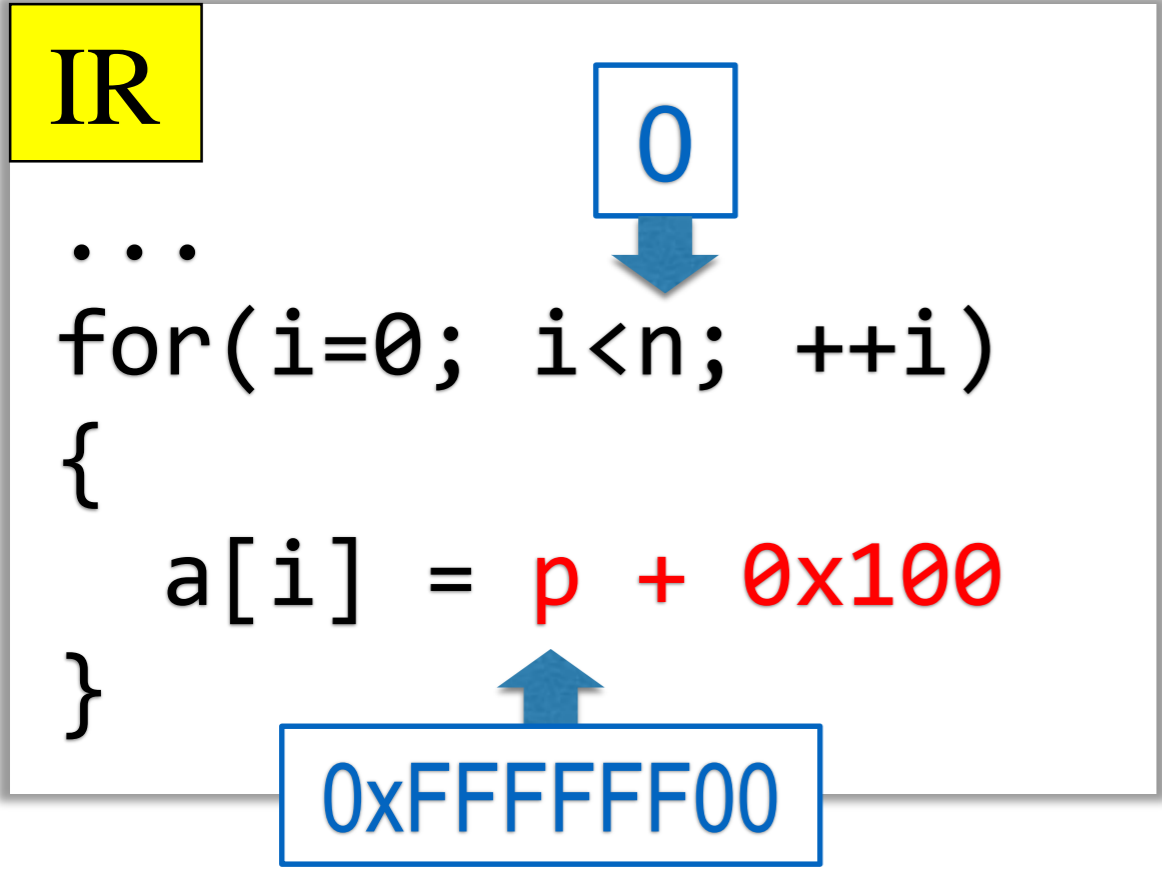 IR
0
...
for(i=0; i<n; ++i)
{
a[i] = p + 0x100
}
0xFFFFFF00